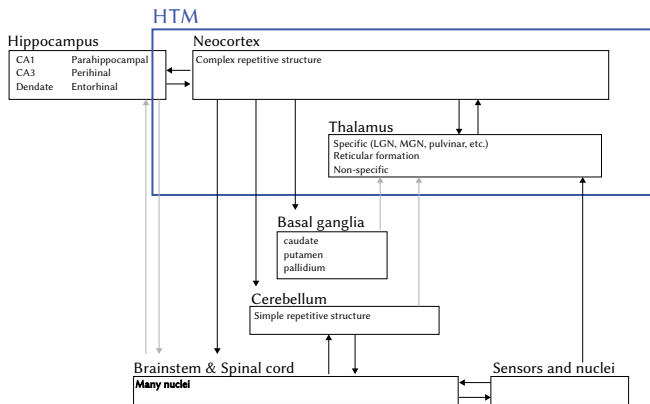 HTM
Hippocampus
Neocortex
CA1 Parahippocampal
CA3 Perihinal
Dendate Entorhinal
Complex repetitive structure
Thalamus
Specific (LGN, MGN, pulvinar, etc.)
Reticular formation
Non-specific
Basal ganglia
caudate
putamen
pallidium
Cerebellum
Simple repetitive structure
Brainstem & Spinal cord
Many nuclei
Sensors and nuclei